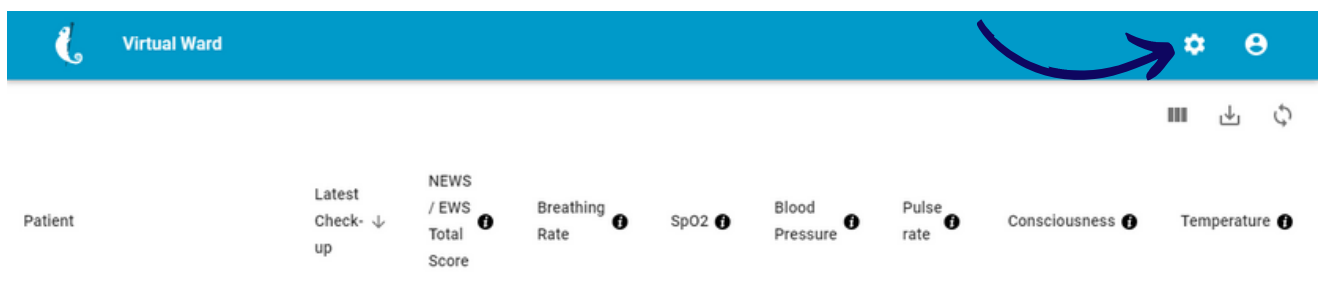 Virtual Ward
Patient
Latest
Check-
up
NEWS
/ EWS
Total
Score
Breathing
Rate
SpO2
Blood
Pressure
Pulse
rate
Consciousness
Temperature